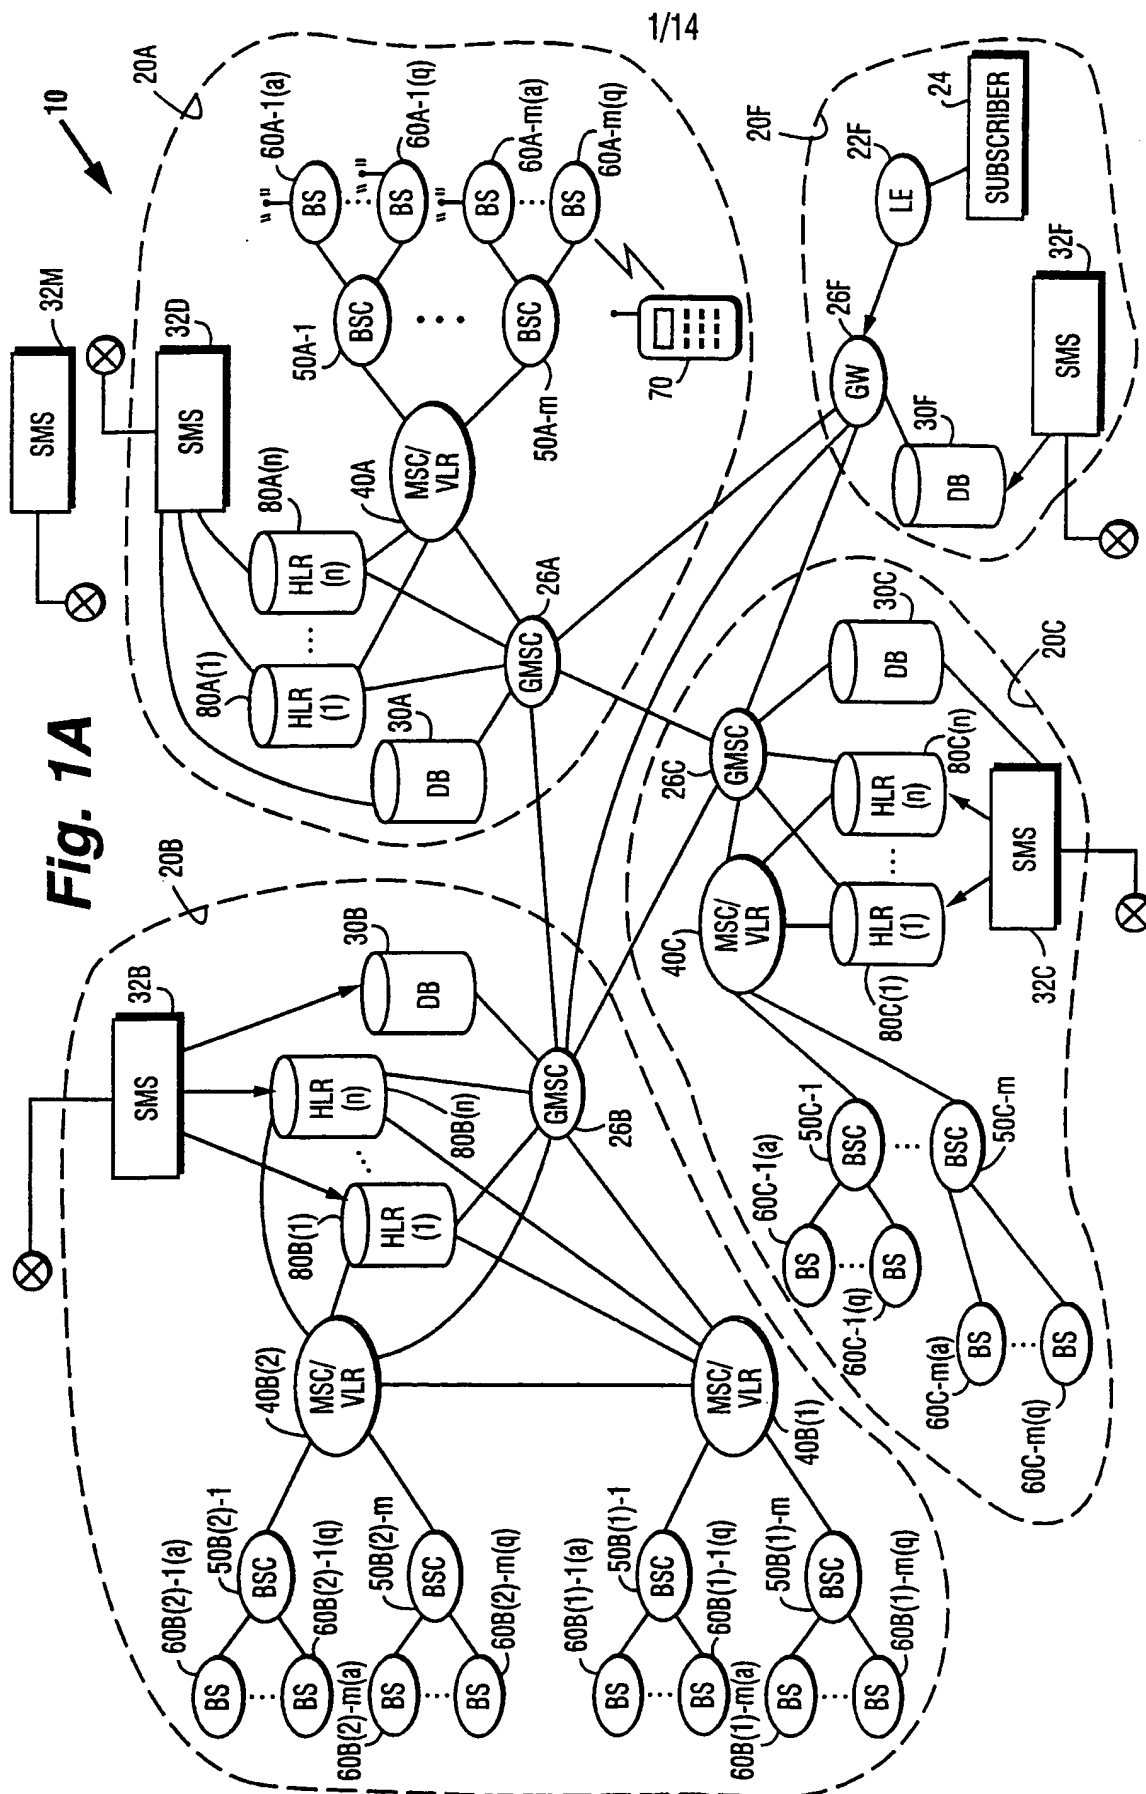 1/14
Fig. 1A
10
20A
32M
SMS
32D
SMS
80A(n)
HLR
(n)
...
80A(1)
HLR
(1)
30A
DB
40A
MSC/
VLR
26A
GMSC
50A-1
BSC
...
50A-m
BSC
60A-1(a)
BS
...
60A-1(q)
BS
60A-m(a)
BS
...
60A-m(q)
BS
70
20B
32B
SMS
30B
DB
80B(n)
HLR
(n)
...
80B(1)
HLR
(1)
26B
GMSC
40B(2)
MSC/
VLR
40B(1)
MSC/
VLR
50B(2)-1
BSC
60B(2)-1(a)
BS
...
60B(2)-1(q)
BS
50B(2)-m
BSC
60B(2)-m(a)
BS
...
60B(2)-m(q)
BS
50B(1)-1
BSC
60B(1)-1(a)
BS
...
60B(1)-1(q)
BS
50B(1)-m
BSC
60B(1)-m(a)
BS
...
60B(1)-m(q)
BS
20C
26C
GMSC
30C
DB
40C
MSC/
VLR
80C(n)
HLR
(n)
...
80C(1)
HLR
(1)
32C
SMS
50C-1
BSC
...
50C-m
BSC
60C-1(a)
BS
...
60C-1(q)
BS
60C-m(a)
BS
...
60C-m(q)
BS
20F
22F
LE
24
SUBSCRIBER
26F
GW
30F
DB
32F
SMS